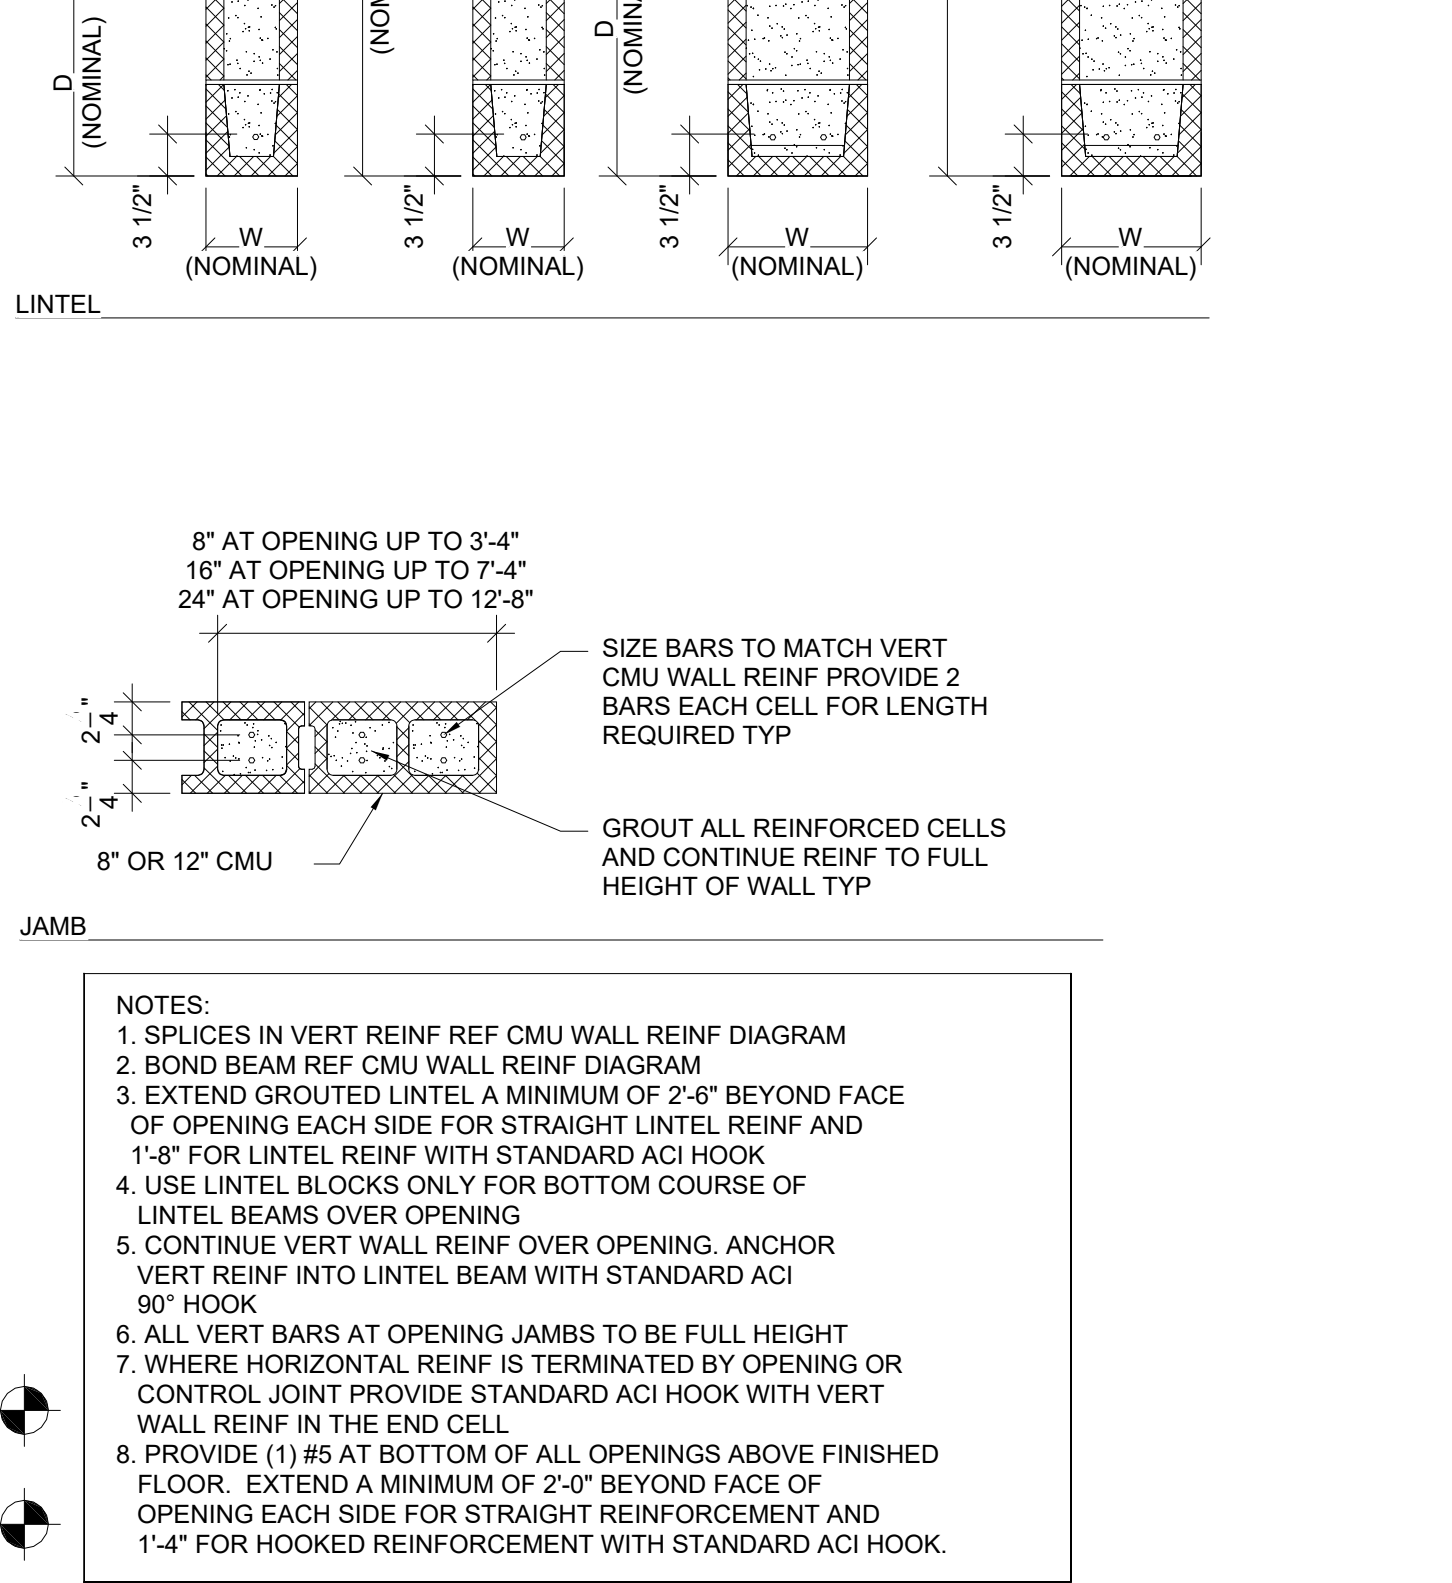 D
(NOMINAL)
D
(NOMINA
3 1/2"
3 1/2"
3 1/2"
3 1/2"
W
(NOMINAL)
W
(NOMINAL)
W
(NOMINAL)
W
(NOMINAL)
LINTEL
8" AT OPENING UP TO 3'-4"
16" AT OPENING UP TO 7'-4"
24" AT OPENING UP TO 12'-8"
SIZE BARS TO MATCH VERT
CMU WALL REINF PROVIDE 2
BARS EACH CELL FOR LENGTH
REQUIRED TYP
GROUT ALL REINFORCED CELLS
AND CONTINUE REINF TO FULL
HEIGHT OF WALL TYP
8" OR 12" CMU
JAMB
NOTES:
1. SPLICES IN VERT REINF REF CMU WALL REINF DIAGRAM
2. BOND BEAM REF CMU WALL REINF DIAGRAM
3. EXTEND GROUTED LINTEL A MINIMUM OF 2'-6" BEYOND FACE
OF OPENING EACH SIDE FOR STRAIGHT LINTEL REINF AND
1'-8" FOR LINTEL REINF WITH STANDARD ACI HOOK
4. USE LINTEL BLOCKS ONLY FOR BOTTOM COURSE OF
LINTEL BEAMS OVER OPENING
5. CONTINUE VERT WALL REINF OVER OPENING. ANCHOR
VERT REINF INTO LINTEL BEAM WITH STANDARD ACI
90° HOOK
6. ALL VERT BARS AT OPENING JAMBS TO BE FULL HEIGHT
7. WHERE HORIZONTAL REINF IS TERMINATED BY OPENING OR
CONTROL JOINT PROVIDE STANDARD ACI HOOK WITH VERT
WALL REINF IN THE END CELL
8. PROVIDE (1) #5 AT BOTTOM OF ALL OPENINGS ABOVE FINISHED
FLOOR. EXTEND A MINIMUM OF 2'-0" BEYOND FACE OF
OPENING EACH SIDE FOR STRAIGHT REINFORCEMENT AND
1'-4" FOR HOOKED REINFORCEMENT WITH STANDARD ACI HOOK.